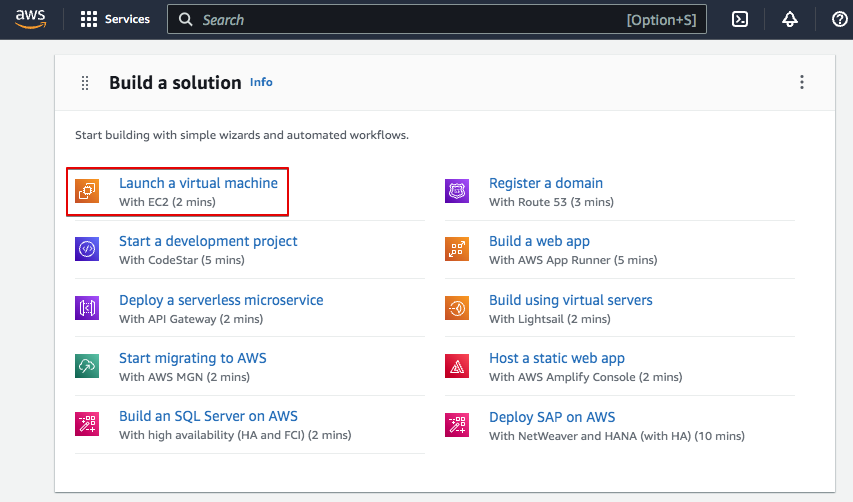 aws
Services
Search
[Option+S]
Build a solution
Info
Start building with simple wizards and automated workflows.
Launch a virtual machine
With EC2 (2 mins)
Register a domain
With Route 53 (3 mins)
Start a development project
With CodeStar (5 mins)
Build a web app
With AWS App Runner (5 mins)
Deploy a serverless microservice
With API Gateway (2 mins)
Build using virtual servers
With Lightsail (2 mins)
Start migrating to AWS
With AWS MGN (2 mins)
Host a static web app
With AWS Amplify Console (2 mins)
Build an SQL Server on AWS
With high availability (HA and FCI) (2 mins)
Deploy SAP on AWS
With NetWeaver and HANA (with HA) (10 mins)